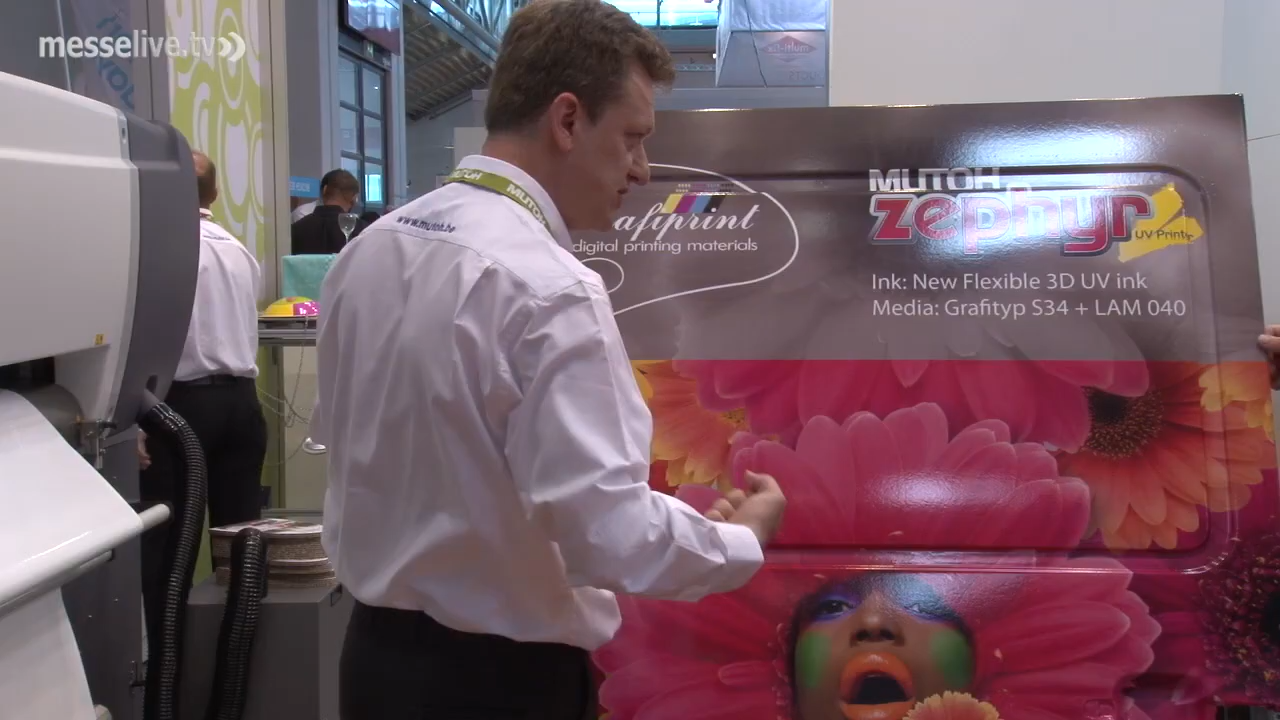 messelive.tv
MUTOH
www.mutoh.be
afiprint
digital printing materials
MUTOH
zephyr
UV Printer
Ink: New Flexible 3D UV ink
Media: Grafityp S34 + LAM 040